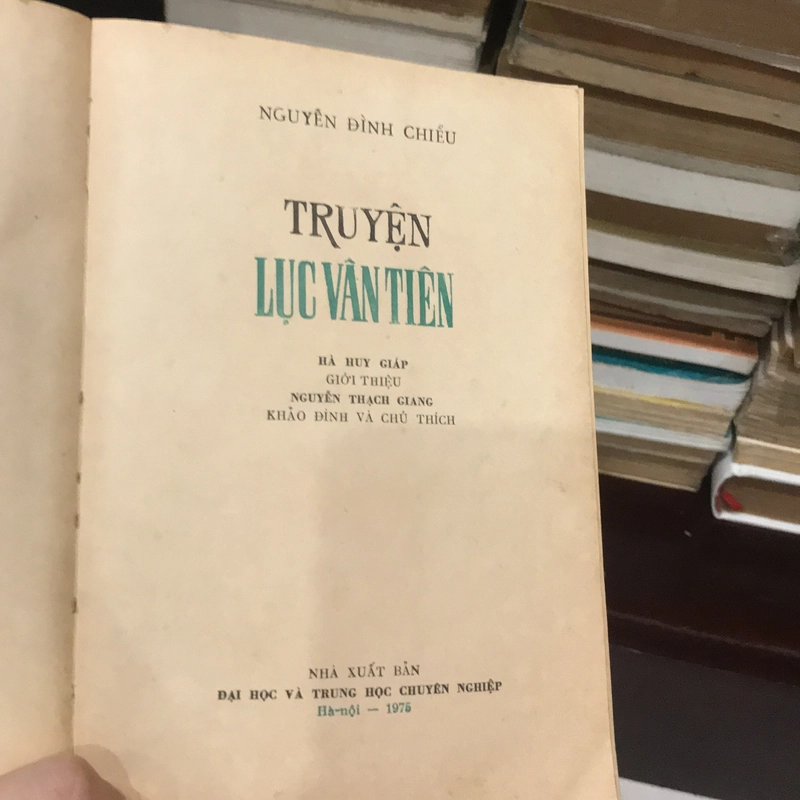 NGUYỄN ĐÌNH CHIỂU
TRUYỆN
LỤC VÂN TIÊN
HÀ HUY GIÁP
GIỚI THIỆU
NGUYỄN THẠCH GIANG
KHẢO ĐÍNH VÀ CHÚ THÍCH
NHÀ XUẤT BẢN
ĐẠI HỌC VÀ TRUNG HỌC CHUYÊN NGHIỆP
Hà-nội — 1975